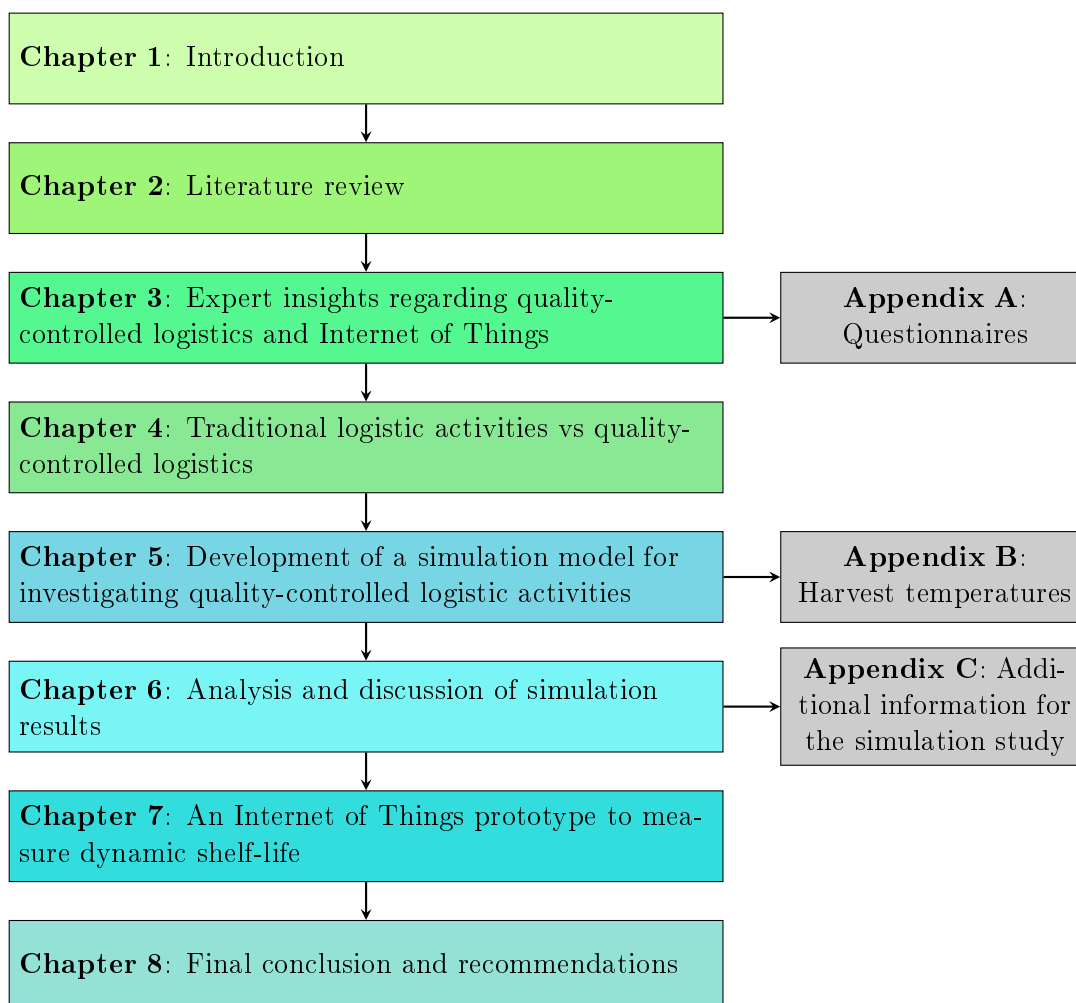 Chapter 1: Introduction
Chapter 2: Literature review
Chapter 3: Expert insights regarding quality-
controlled logistics and Internet of Things
Appendix A:
Questionnaires
Chapter 4: Traditional logistic activities vs quality-
controlled logistics
Chapter 5: Development of a simulation model for
investigating quality-controlled logistic activities
Appendix B:
Harvest temperatures
Chapter 6: Analysis and discussion of simulation
results
Appendix C: Addi-
tional information for
the simulation study
Chapter 7: An Internet of Things prototype to mea-
sure dynamic shelf-life
Chapter 8: Final conclusion and recommendations